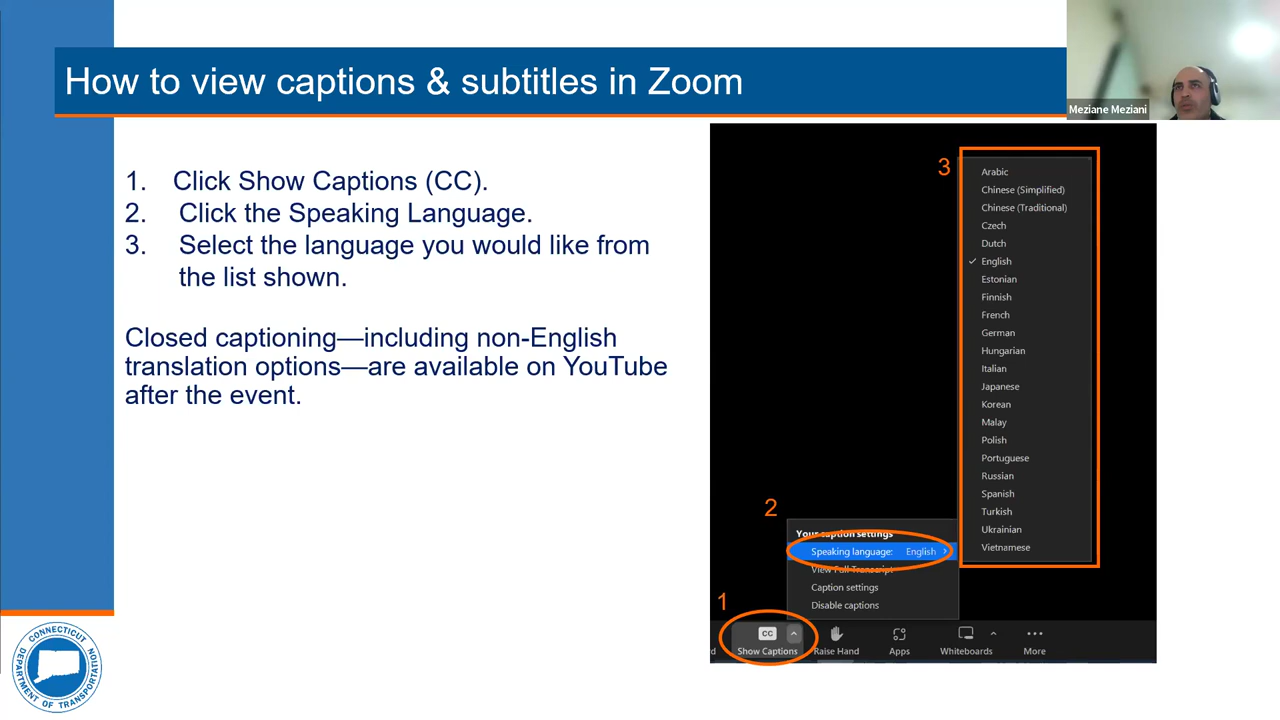 How to view captions & subtitles in Zoom
Meziane Meziani
1. Click Show Captions (CC).
2. Click the Speaking Language.
3. Select the language you would like from
the list shown.
Closed captioning—including non-English
translation options—are available on YouTube
after the event.
3
Arabic
Chinese (Simplified)
Chinese (Traditional)
Czech
Dutch
English
Estonian
Finnish
French
German
Hungarian
Italian
Japanese
Korean
Malay
Polish
Portuguese
Russian
Spanish
Turkish
Ukrainian
Vietnamese
2
Your caption settings
Speaking language: English
View Full Transcript
Caption settings
Disable captions
1
CC
d
Show Captions
Raise Hand
Apps
Whiteboards
More
CONNECTICUT
DEPARTMENT OF TRANSPORTATION